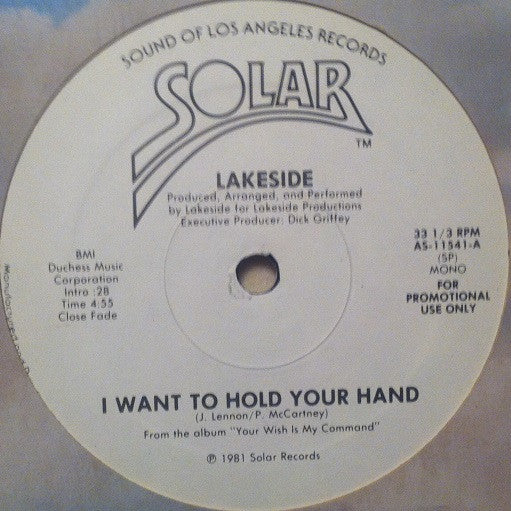 SOUND OF LOS ANGELES RECORDS
SOLAR
TM
LAKESIDE
Produced, Arranged, and Performed
by Lakeside for Lakeside Productions
Executive Producer: Dick Griffey
BMI
Duchess Music
Corporation
Intro :28
Time 4:55
Close Fade
33 1/3 RPM
AS-11541-A
(SP)
MONO
FOR
PROMOTIONAL
USE ONLY
I WANT TO HOLD YOUR HAND
(J. Lennon/P. McCartney)
From the album "Your Wish Is My Command"
℗ 1981 Solar Records